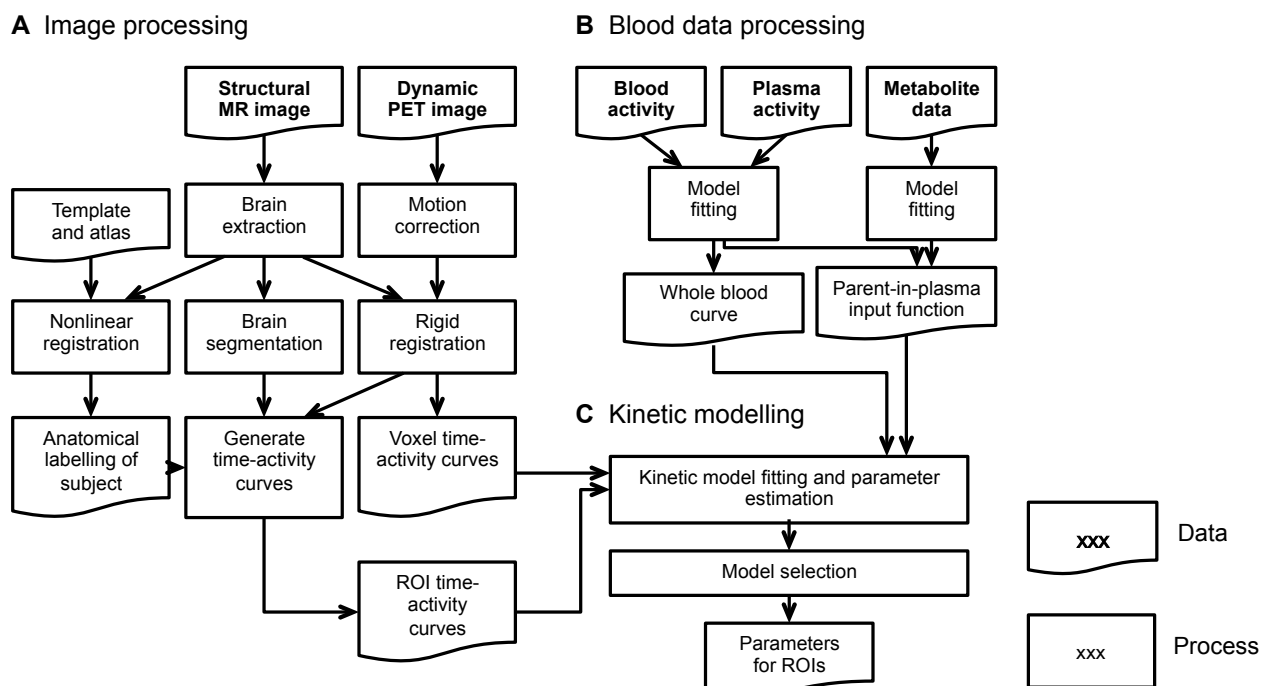 A Image processing
Structural
MR image
Dynamic
PET image
Template
and atlas
Brain
extraction
Motion
correction
Nonlinear
registration
Brain
segmentation
Rigid
registration
Anatomical
labelling of
subject
Generate
time-activity
curves
Voxel time-
activity curves
ROI time-
activity
curves
B Blood data processing
Blood
activity
Plasma
activity
Metabolite
data
Model
fitting
Model
fitting
Whole blood
curve
Parent-in-plasma
input function
C Kinetic modelling
Kinetic model fitting and parameter
estimation
Model selection
Parameters
for ROIs
xxx
Data
xxx
Process